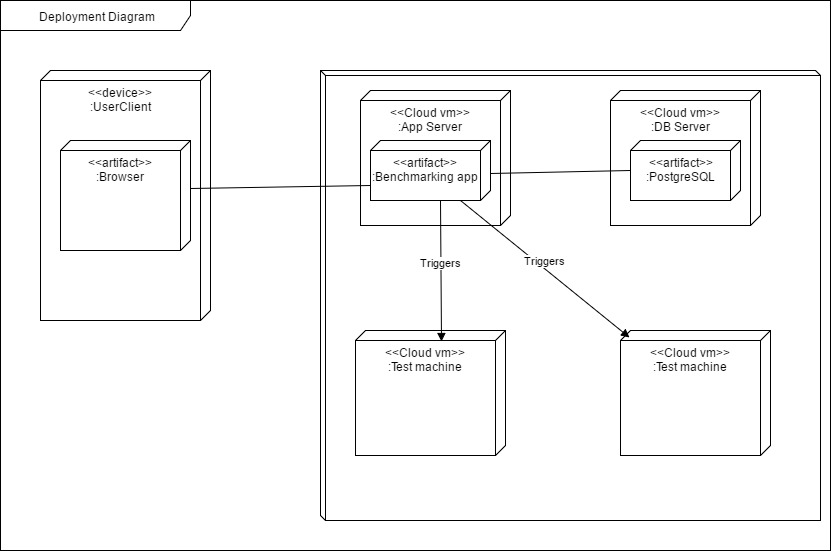 Deployment Diagram
<<device>>
:UserClient
<<artifact>>
:Browser
<<Cloud vm>>
:App Server
<<artifact>>
:Benchmarking app
<<Cloud vm>>
:DB Server
<<artifact>>
:PostgreSQL
Triggers
Triggers
<<Cloud vm>>
:Test machine
<<Cloud vm>>
:Test machine